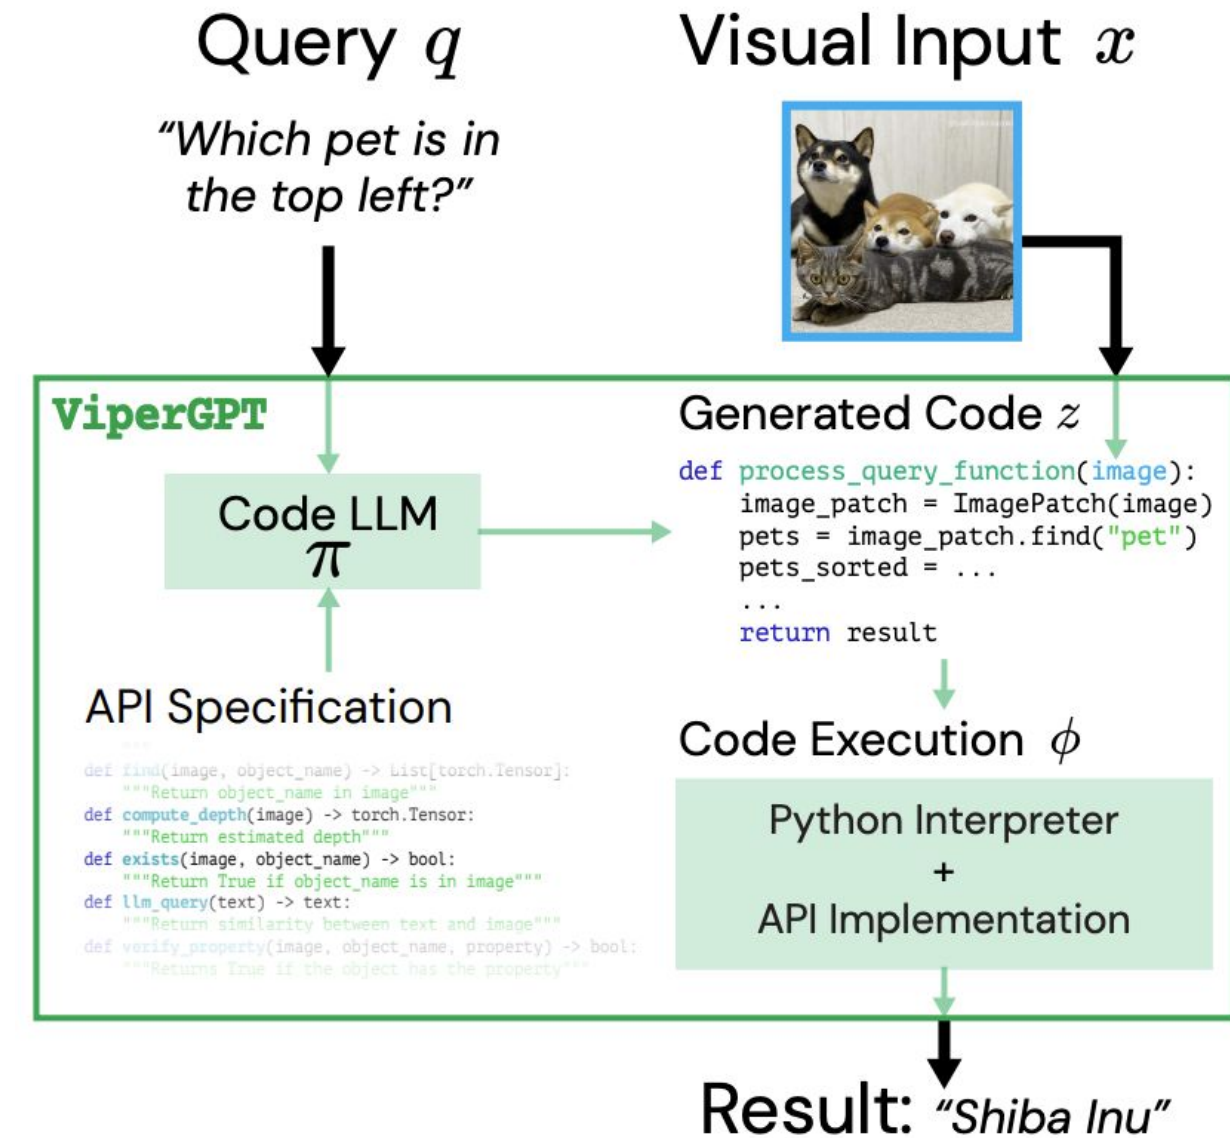 Query q
Visual Input x
“Which pet is in
the top left?”
ViperGPT
Code LLM
π
API Specification
"""
def find(image, object_name) -> List[torch.Tensor]:
"""Return object_name in image"""
def compute_depth(image) -> torch.Tensor:
"""Return estimated depth"""
def exists(image, object_name) -> bool:
"""Return True if object_name is in image"""
def llm_query(text) -> text:
"""Return similarity between text and image"""
def verify_property(image, object_name, property) -> bool:
"""Returns True if the object has the property"""
Generated Code z
def process_query_function(image):
image_patch = ImagePatch(image)
pets = image_patch.find("pet")
pets_sorted = ...
...
return result
Code Execution ϕ
Python Interpreter
+
API Implementation
Result: “Shiba Inu”